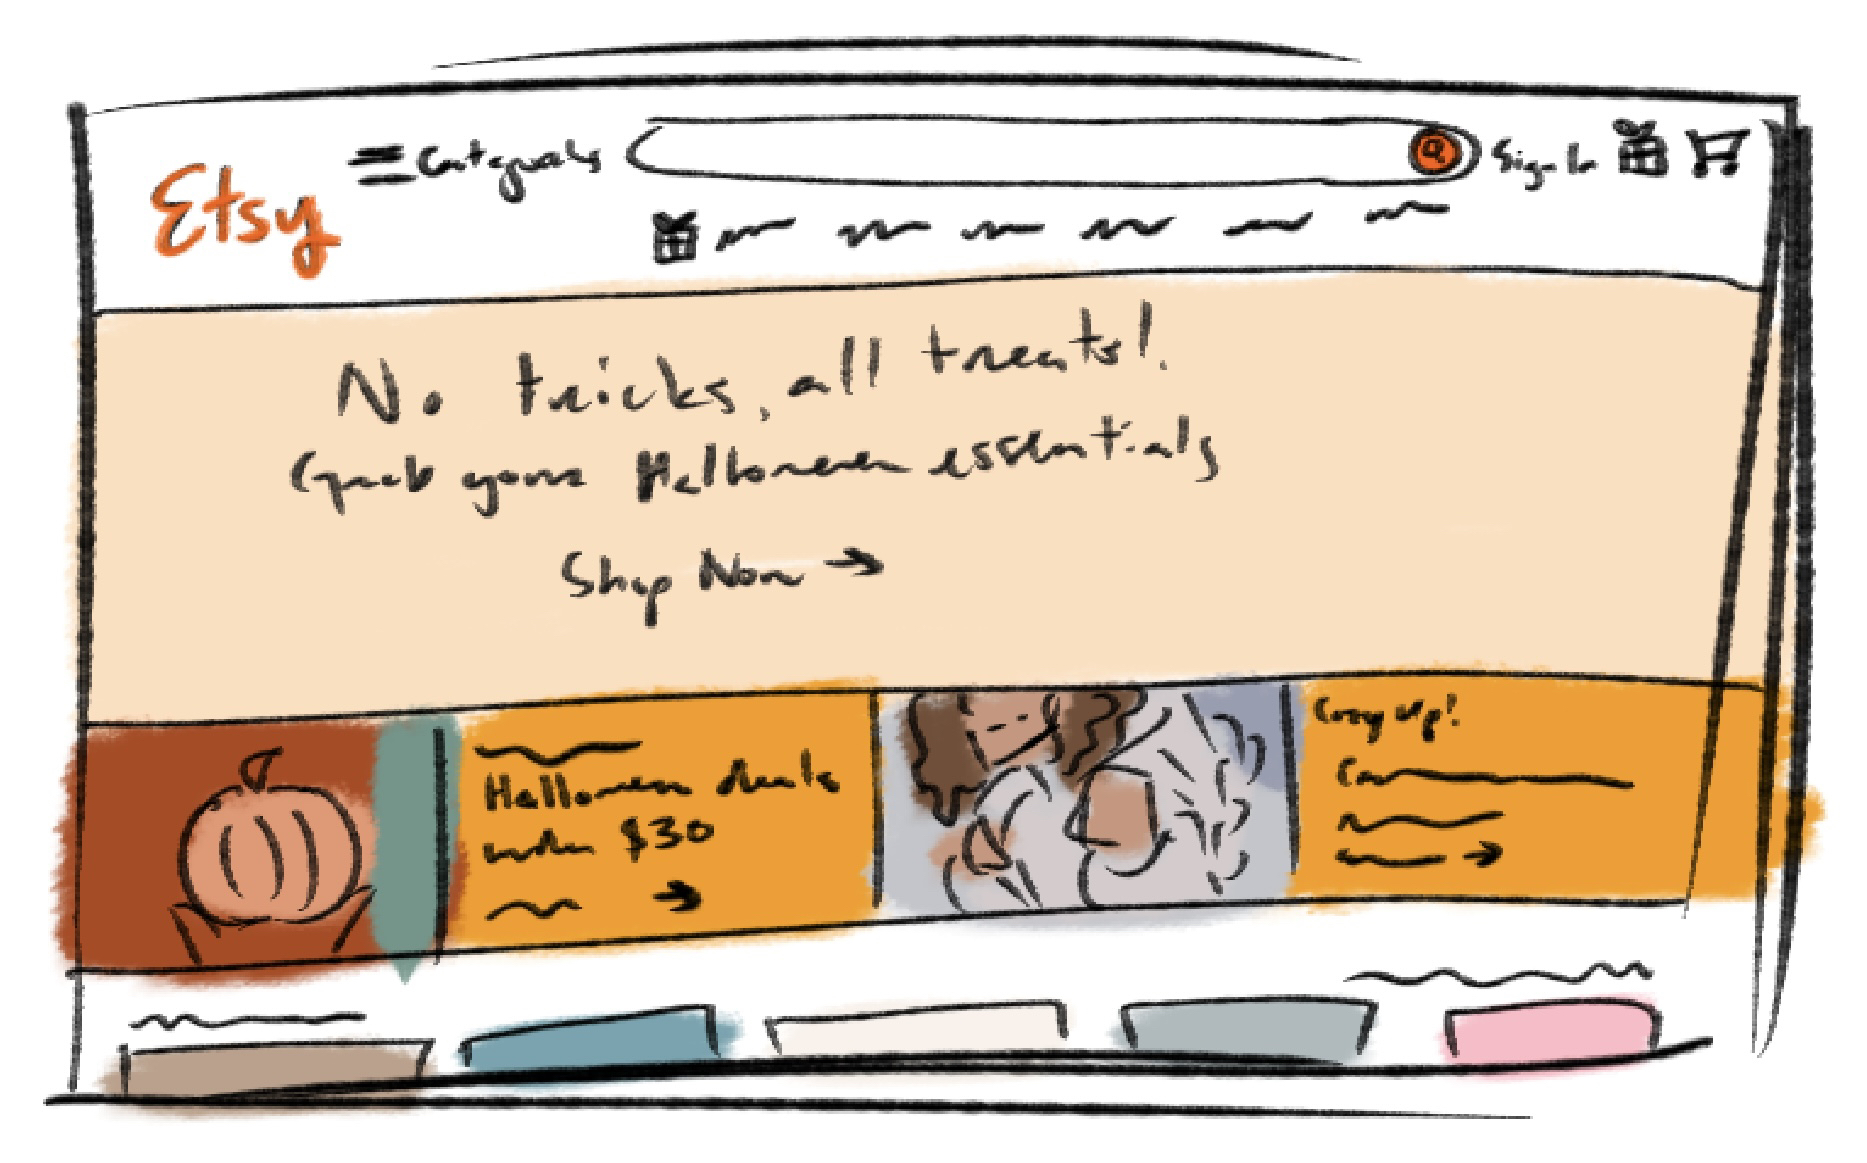 Etsy
Categories
Sign In
No tricks, all treats!
Grab your Halloween essentials
Shop Now →
Halloween deals
under $30
→
Cozy Up!
→